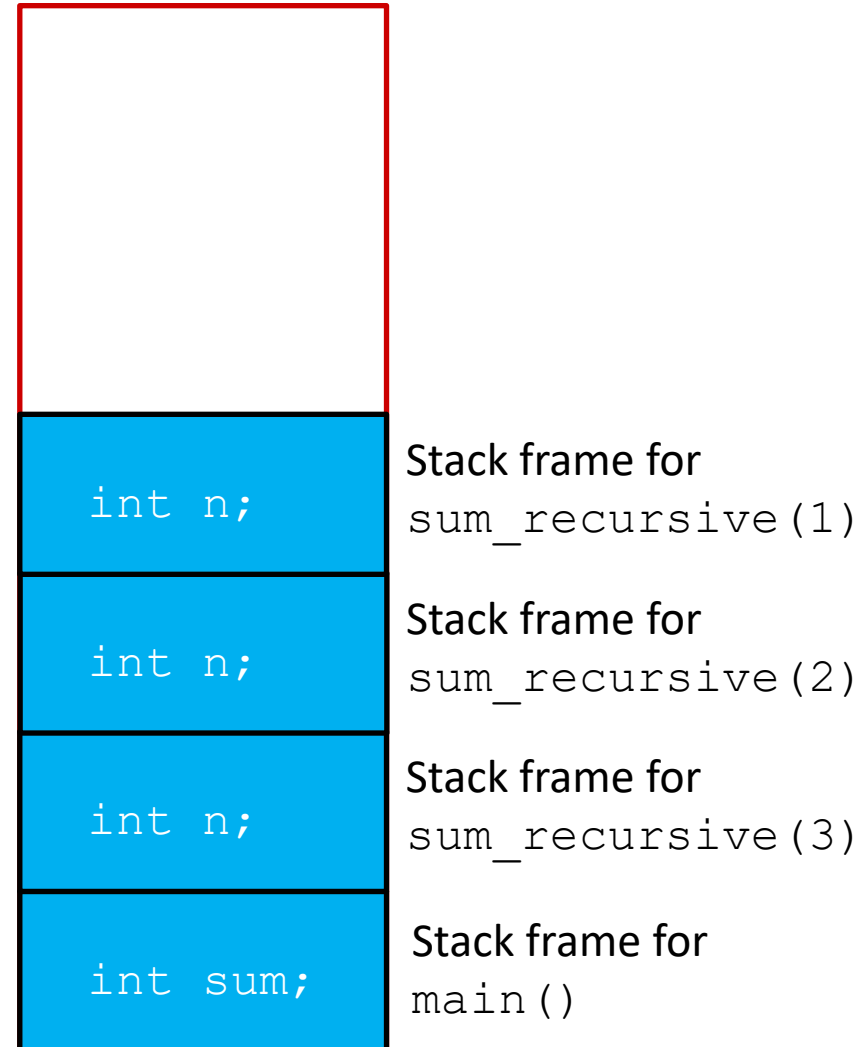 int n;
Stack frame for
sum_recursive(1)
int n;
Stack frame for
sum_recursive(2)
int n;
Stack frame for
sum_recursive(3)
int sum;
Stack frame for
main()